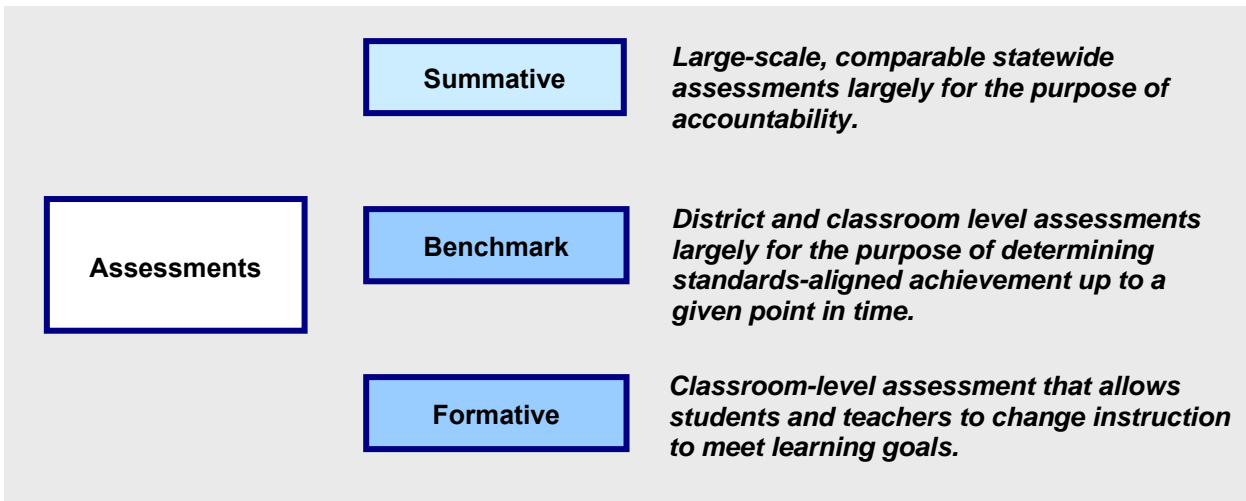 Summative
Large-scale, comparable statewide
assessments largely for the purpose of
accountability.
Assessments
Benchmark
District and classroom level assessments
largely for the purpose of determining
standards-aligned achievement up to a
given point in time.
Formative
Classroom-level assessment that allows
students and teachers to change instruction
to meet learning goals.